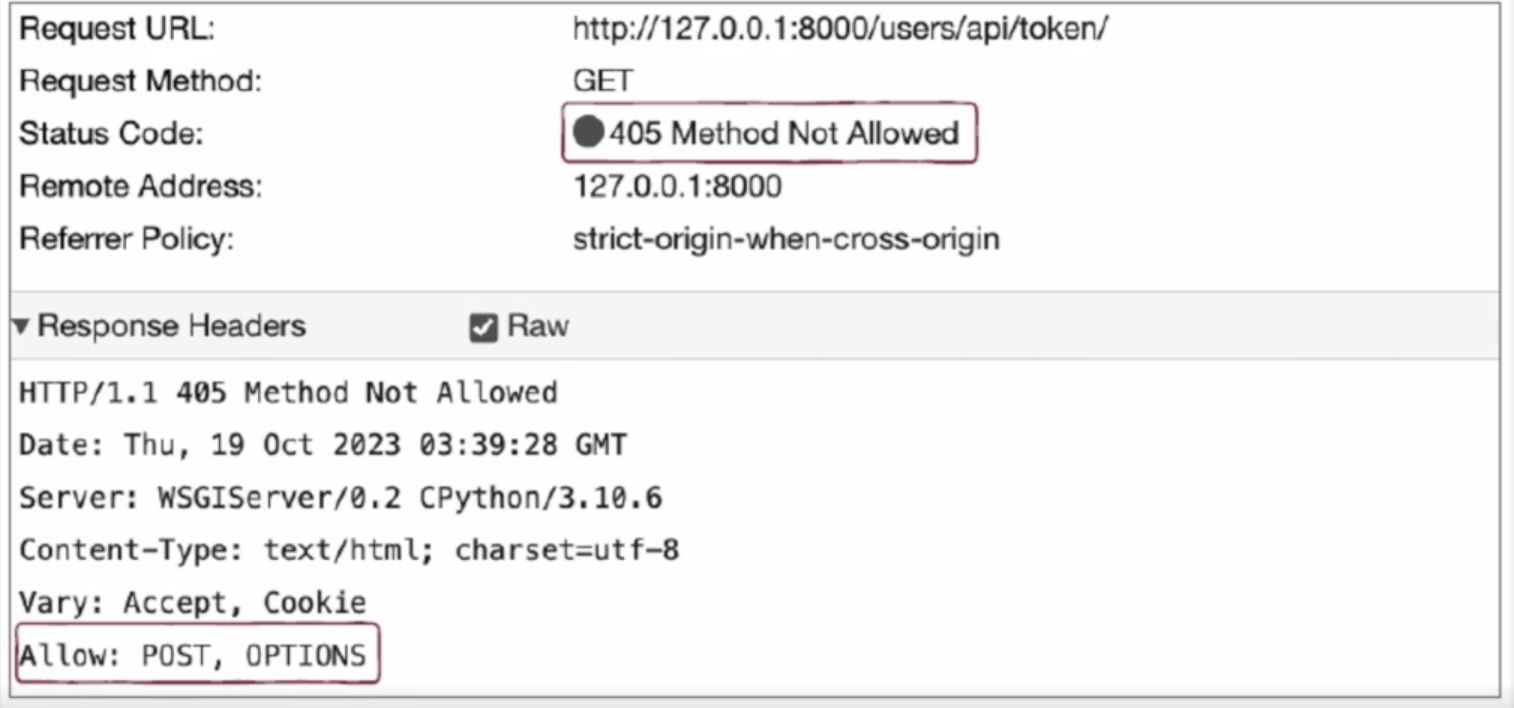 Request URL: http://127.0.0.1:8000/users/api/token/
Request Method: GET
Status Code: 405 Method Not Allowed
Remote Address: 127.0.0.1:8000
Referrer Policy: strict-origin-when-cross-origin
Response Headers Raw
HTTP/1.1 405 Method Not Allowed
Date: Thu, 19 Oct 2023 03:39:28 GMT
Server: WSGIServer/0.2 CPython/3.10.6
Content-Type: text/html; charset=utf-8
Vary: Accept, Cookie
Allow: POST, OPTIONS